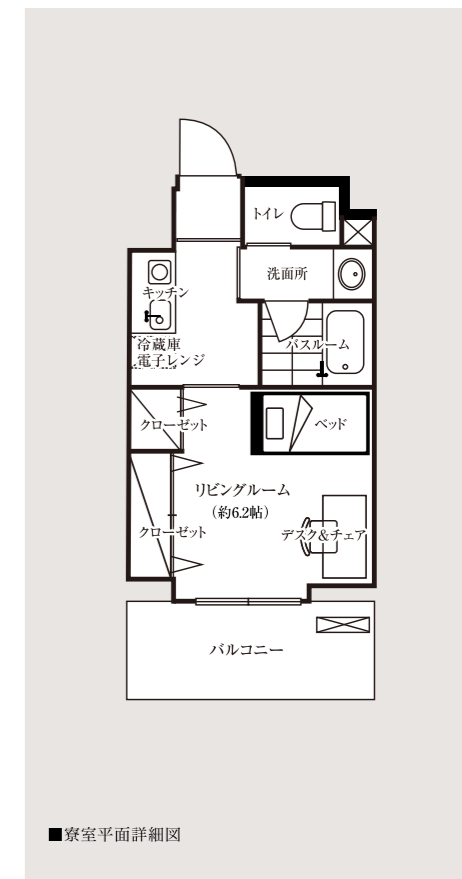 トイレ
洗面所
キッチン
バスルーム
冷蔵庫
電子レンジ
クローゼット
ベッド
リビングルーム
（約6.2帖）
クローゼット
デスク&チェア
バルコニー
■寮室平面詳細図